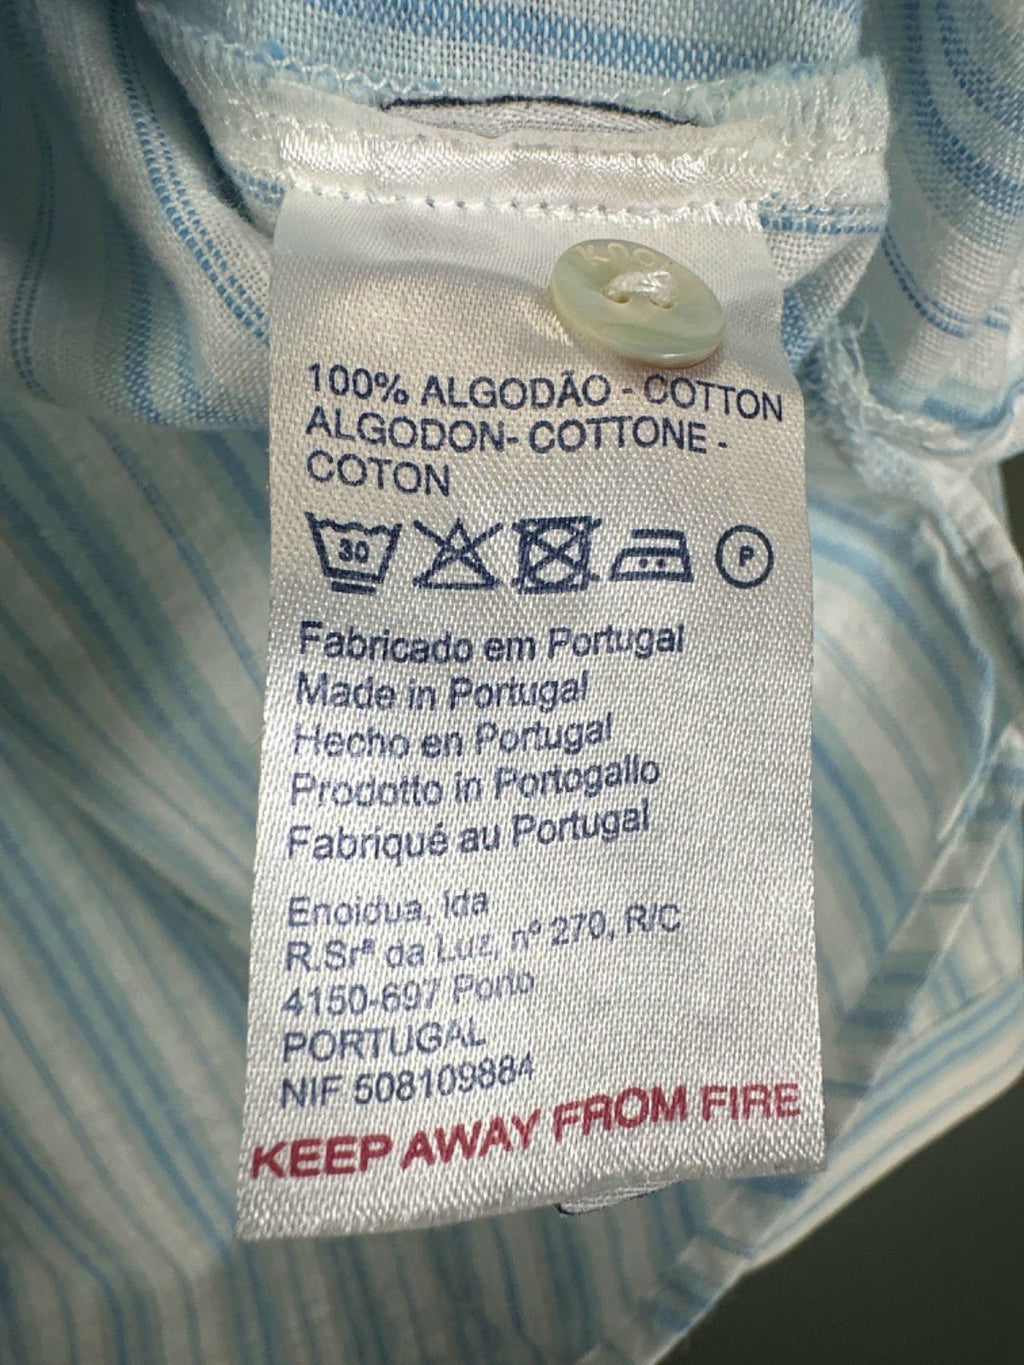 100% ALGODÃO - COTTON
ALGODON- COTTONE -
COTON
30
P
Fabricado em Portugal
Made in Portugal
Hecho en Portugal
Prodotto in Portogallo
Fabriqué au Portugal
Enoidua, lda
R.Srª da Luz, nº 270, R/C
4150-697 Porto
PORTUGAL
NIF 508109884
KEEP AWAY FROM FIRE